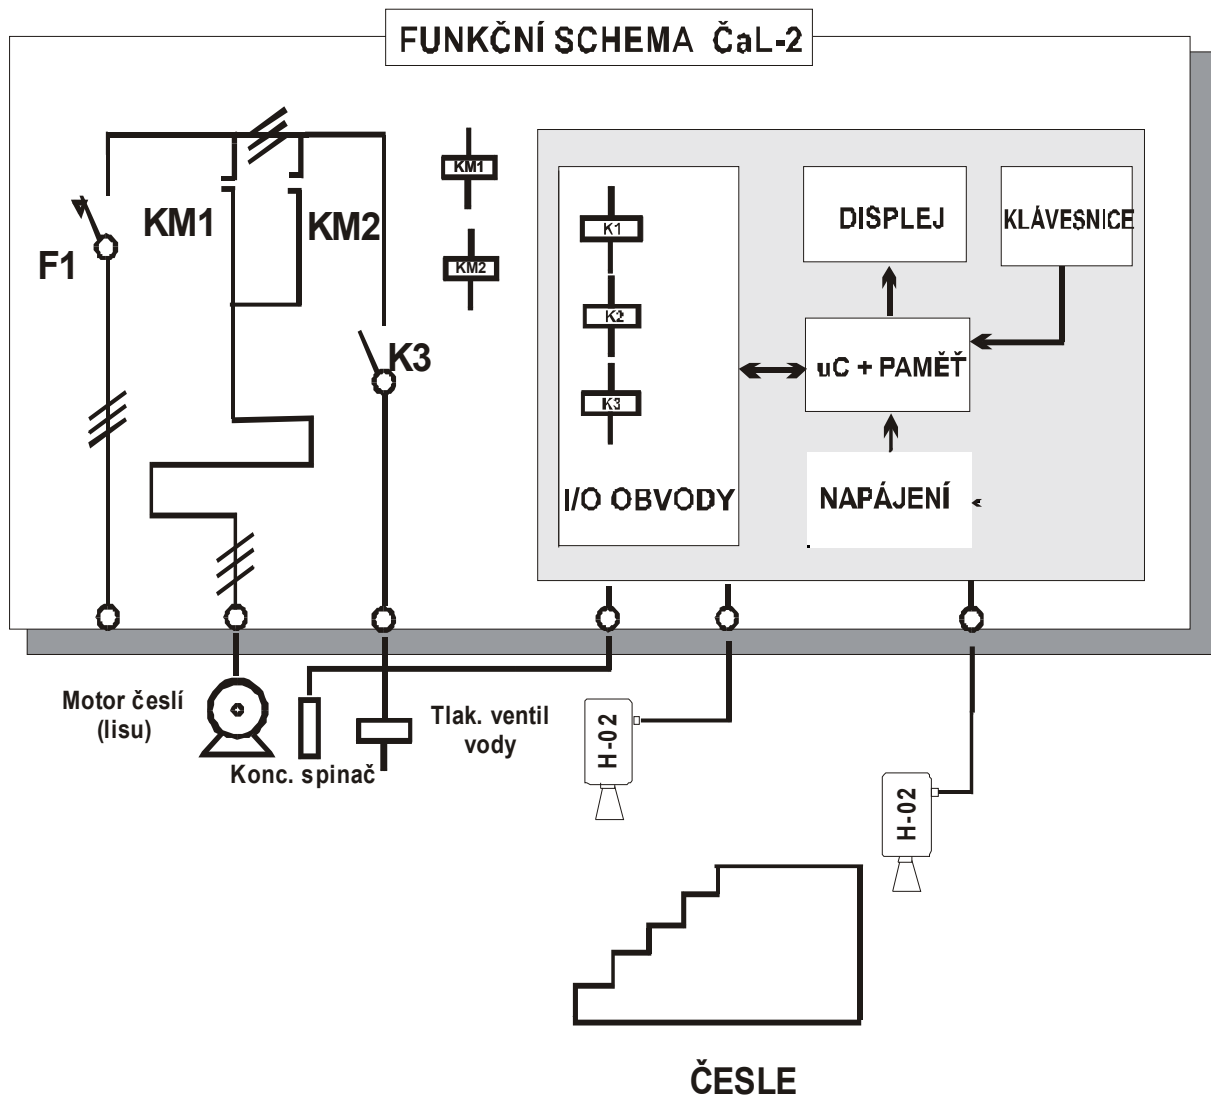 FUNKČNÍ SCHEMA ČaL-2
KM1
KM2
F1
K3
KM1
KM2
K1
K2
K3
I/O OBVODY
DISPLEJ
KLÁVESNICE
uC + PAMĚŤ
NAPÁJENÍ
Motor česlí
(lisu)
Konc. spinač
Tlak. ventil
vody
H-02
H-02
ČESLE